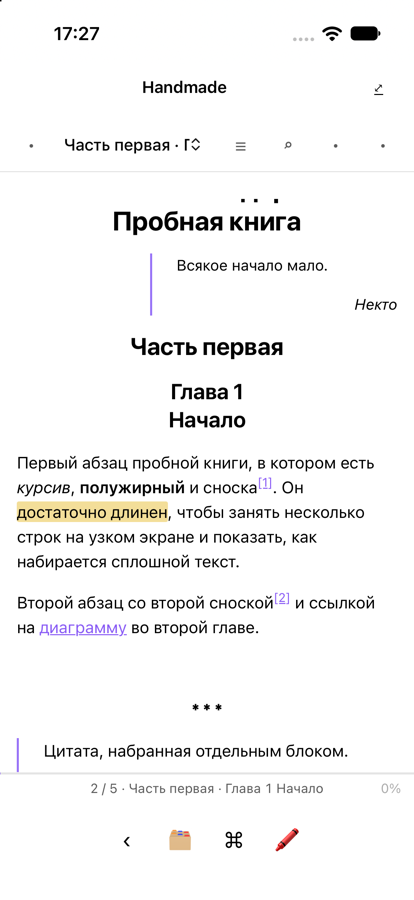 17:27
Handmade
Часть первая · Г
Пробная книга
Всякое начало мало.
Некто
Часть первая
Глава 1
Начало
Первый абзац пробной книги, в котором есть
курсив, полужирный и сноска[1]. Он
достаточно длинен, чтобы занять несколько
строк на узком экране и показать, как
набирается сплошной текст.
Второй абзац со второй сноской[2] и ссылкой
на диаграмму во второй главе.
***
Цитата, набранная отдельным блоком.
2 / 5 · Часть первая · Глава 1 Начало
0%